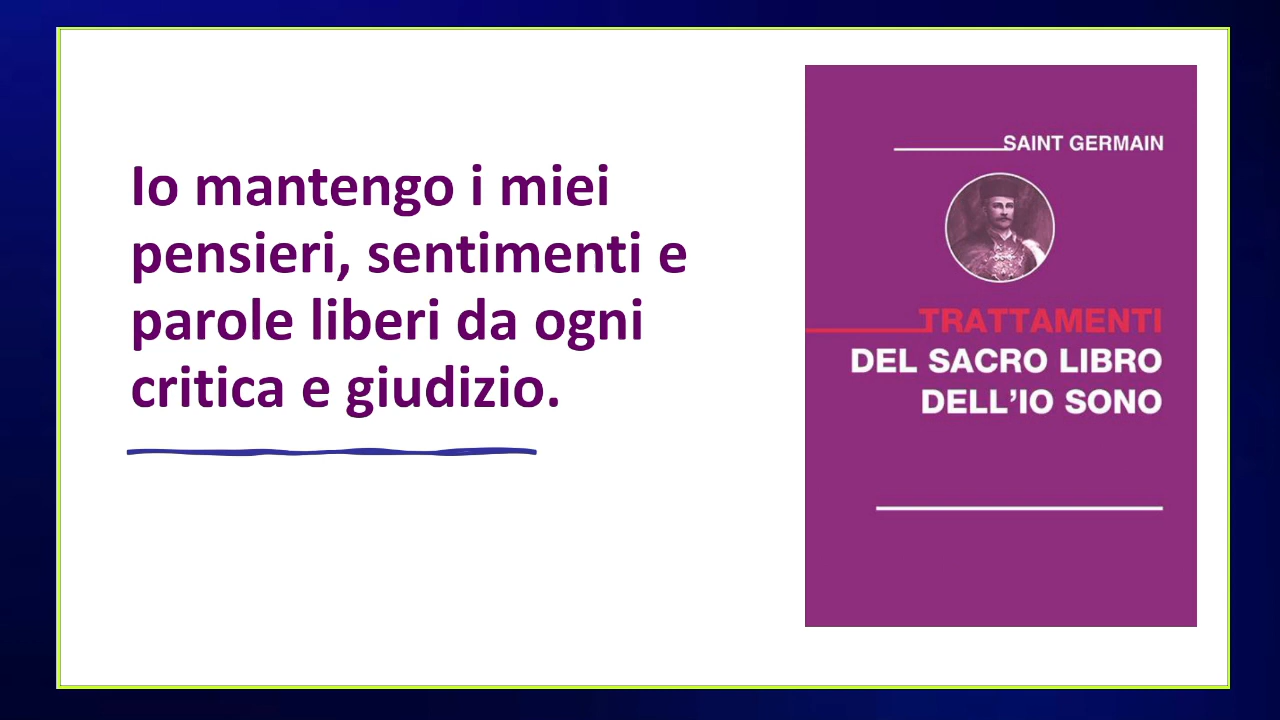 Io mantengo i miei
pensieri, sentimenti e
parole liberi da ogni
critica e giudizio.
SAINT GERMAIN
TRATTAMENTI
DEL SACRO LIBRO
DELL'IO SONO